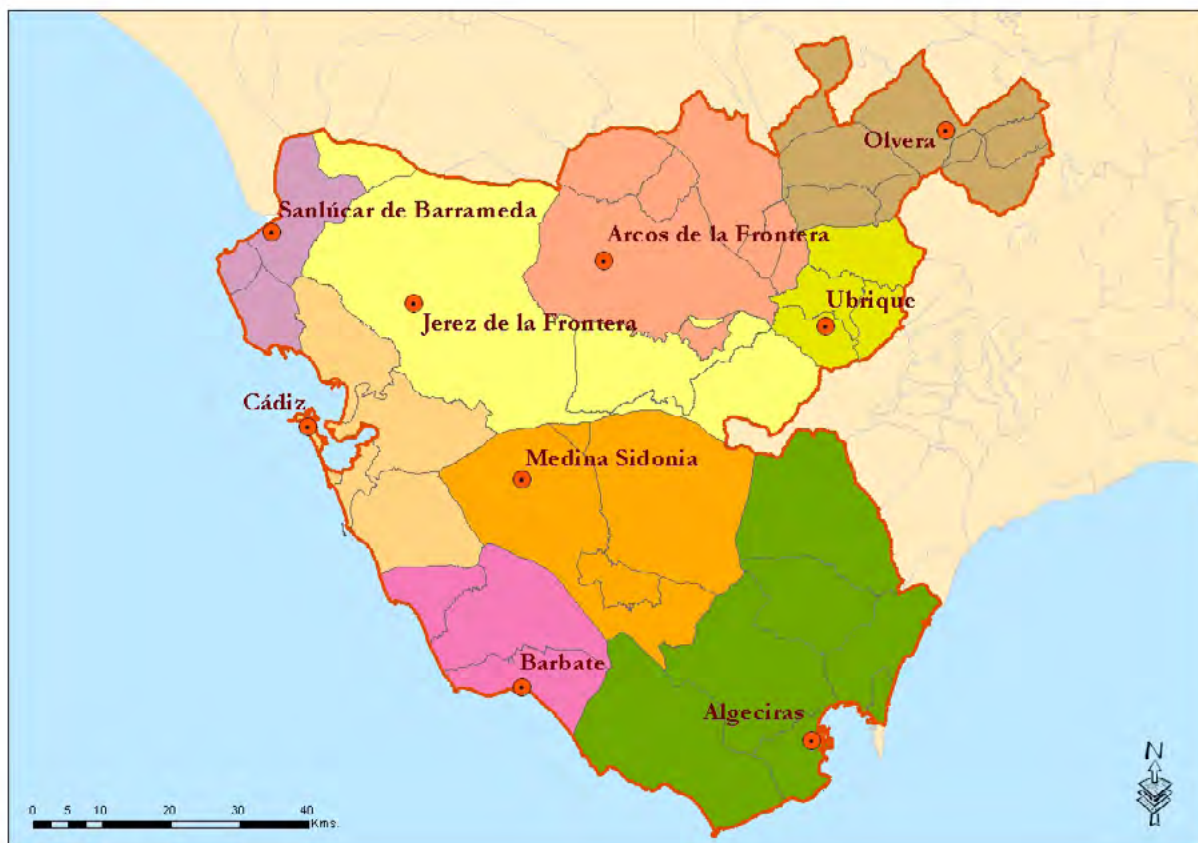 Olvera
Sanlúcar de Barrameda
Arcos de la Frontera
Ubrique
Jerez de la Frontera
Cádiz
Medina Sidonia
Barbate
Algeciras
N
0 5 10 20 30 40
Kms.